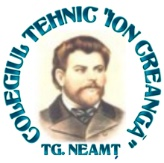 COLEGIUL TEHNIC "ION CREANGĂ"
TG. NEAMȚ